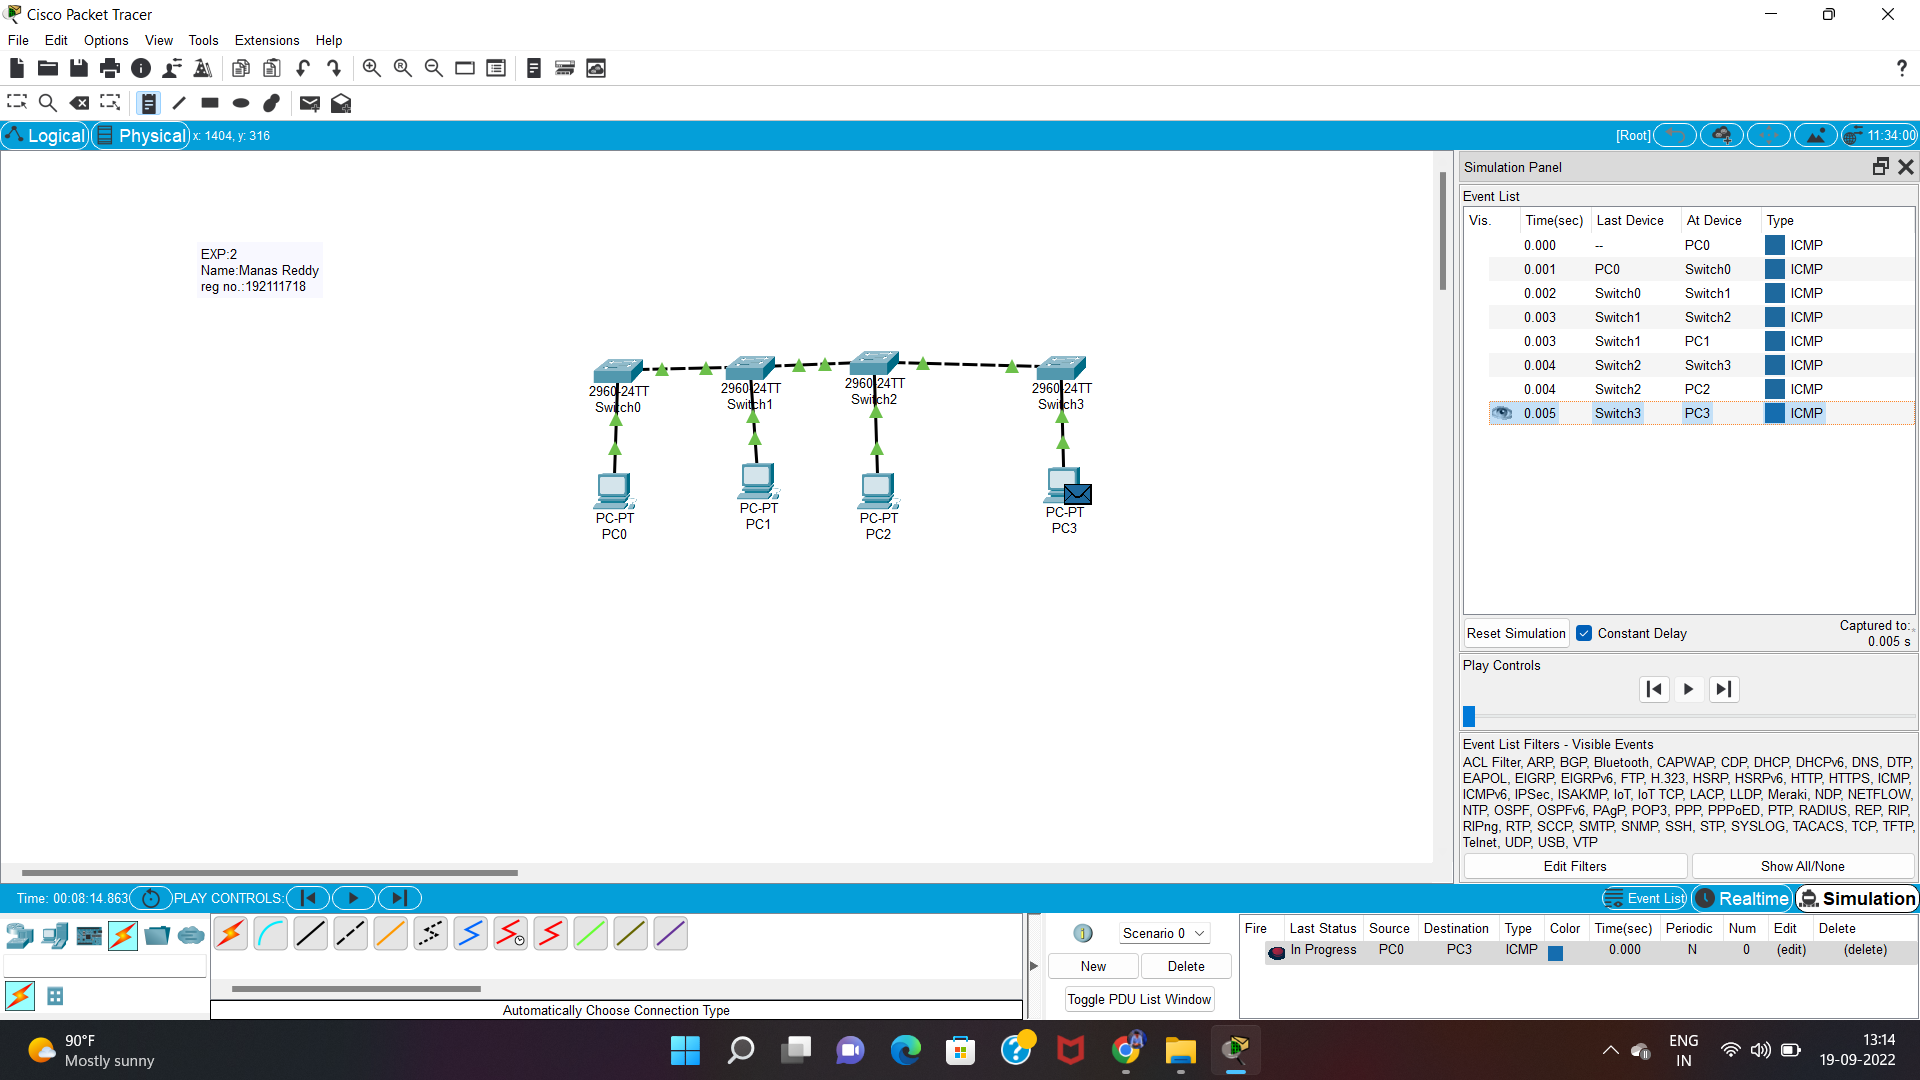 Cisco Packet Tracer
File Edit Options View Tools Extensions Help
Logical Physical x: 1404, y: 316
[Root] 11:34:00
EXP:2
Name:Manas Reddy
reg no.:192111718
2960-24TT
Switch0
2960-24TT
Switch1
2960-24TT
Switch2
2960-24TT
Switch3
PC-PT
PC0
PC-PT
PC1
PC-PT
PC2
PC-PT
PC3
Simulation Panel
Event List
Vis. Time(sec) Last Device At Device Type
0.000 -- PC0 ICMP
0.001 PC0 Switch0 ICMP
0.002 Switch0 Switch1 ICMP
0.003 Switch1 Switch2 ICMP
0.003 Switch1 PC1 ICMP
0.004 Switch2 Switch3 ICMP
0.004 Switch2 PC2 ICMP
0.005 Switch3 PC3 ICMP
Reset Simulation Constant Delay
Captured to:
0.005 s
Play Controls
Event List Filters - Visible Events
ACL Filter, ARP, BGP, Bluetooth, CAPWAP, CDP, DHCP, DHCPv6, DNS, DTP,
EAPOL, EIGRP, EIGRPv6, FTP, H.323, HSRP, HSRPv6, HTTP, HTTPS, ICMP,
ICMPv6, IPSec, ISAKMP, IoT, IoT TCP, LACP, LLDP, Meraki, NDP, NETFLOW,
NTP, OSPF, OSPFv6, PAgP, POP3, PPP, PPPoED, PTP, RADIUS, REP, RIP,
RIPng, RTP, SCCP, SMTP, SNMP, SSH, STP, SYSLOG, TACACS, TCP, TFTP,
Telnet, UDP, USB, VTP
Edit Filters Show All/None
Time: 00:08:14.863 PLAY CONTROLS:
Event List Realtime Simulation
Automatically Choose Connection Type
Scenario 0
New Delete
Toggle PDU List Window
Fire Last Status Source Destination Type Color Time(sec) Periodic Num Edit Delete
In Progress PC0 PC3 ICMP 0.000 N 0 (edit) (delete)
90°F
Mostly sunny
ENG
IN
13:14
19-09-2022